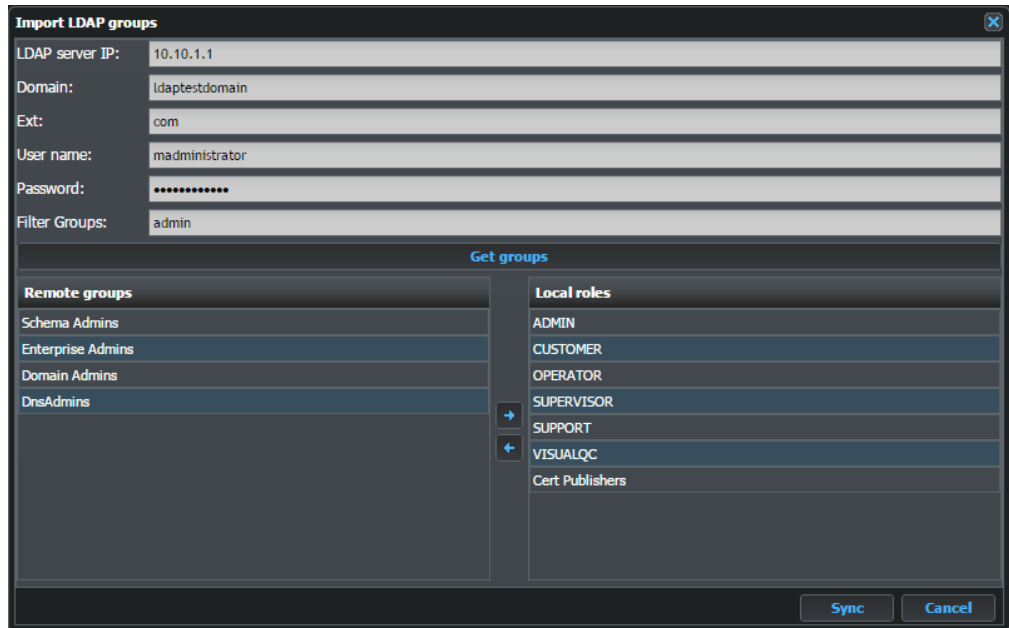 Import LDAP groups
LDAP server IP: 10.10.1.1
Domain: ldaptestdomain
Ext: com
User name: madministrator
Password: ••••••••••••
Filter Groups: admin
Get groups
Remote groups
Schema Admins
Enterprise Admins
Domain Admins
DnsAdmins
Local roles
ADMIN
CUSTOMER
OPERATOR
SUPERVISOR
SUPPORT
VISUALQC
Cert Publishers
Sync Cancel